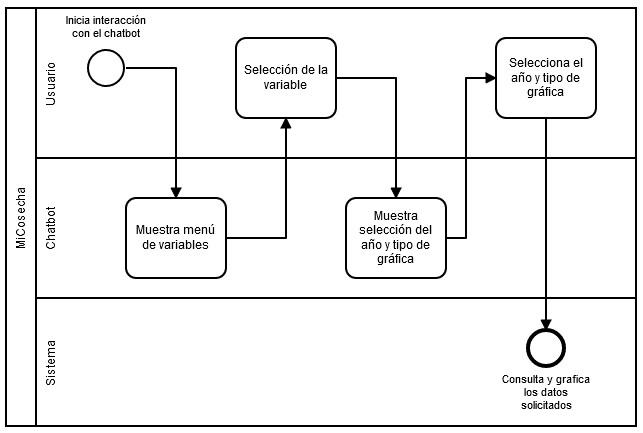 MiCosecha
Usuario
Inicia interacción
con el chatbot
Selección de la
variable
Selecciona el
año y tipo de
gráfica
Chatbot
Muestra menú
de variables
Muestra
selección del
año y tipo de
gráfica
Sistema
Consulta y grafica
los datos
solicitados